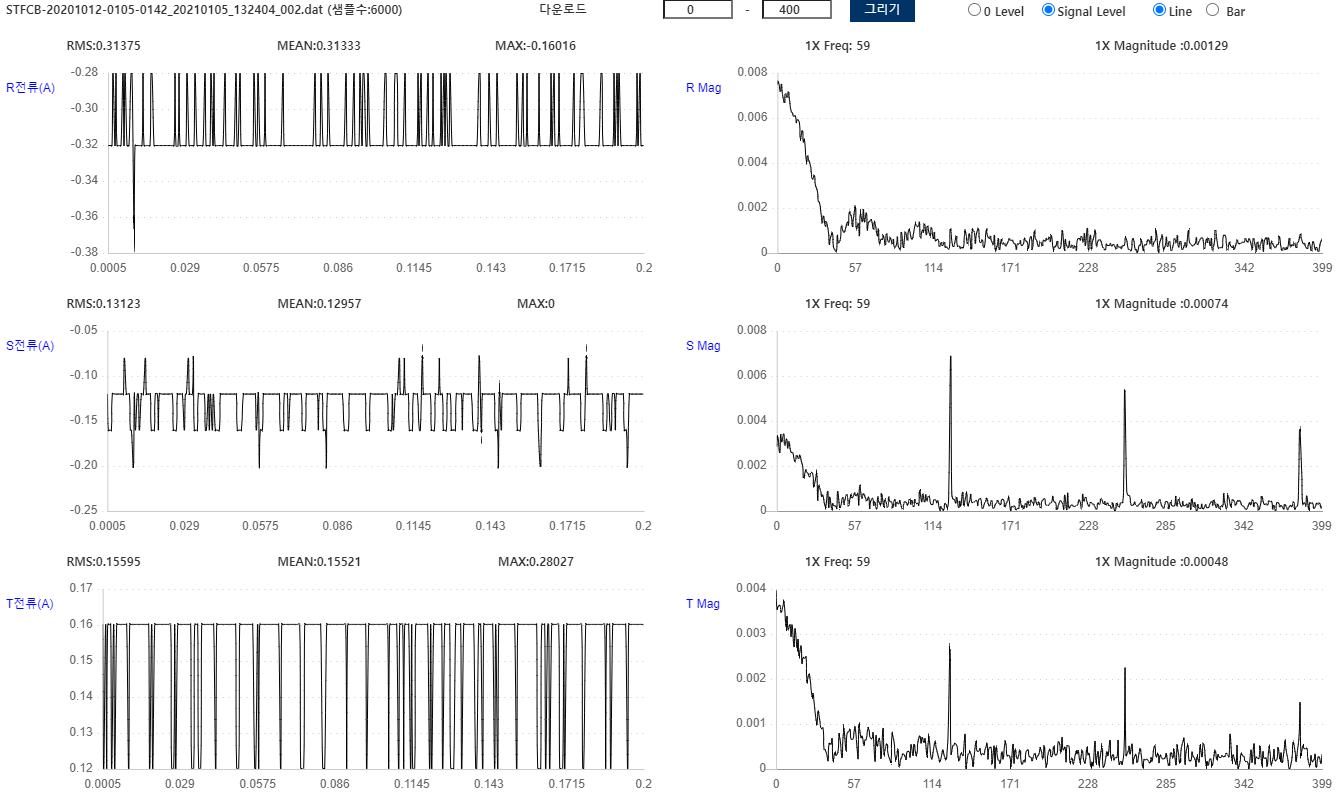 STFCB-20201012-0105-0142_20210105_132404_002.dat (샘플수:6000) 다운로드 0 - 400 그리기 0 Level Signal Level Line Bar
RMS:0.31375 MEAN:0.31333 MAX:-0.16016 1X Freq: 59 1X Magnitude :0.00129
R전류(A)
-0.28
-0.30
-0.32
-0.34
-0.36
-0.38
0.0005 0.029 0.0575 0.086 0.1145 0.143 0.1715 0.2
R Mag
0.008
0.006
0.004
0.002
0
0 57 114 171 228 285 342 399
RMS:0.13123 MEAN:0.12957 MAX:0 1X Freq: 59 1X Magnitude :0.00074
S전류(A)
-0.05
-0.10
-0.15
-0.20
-0.25
0.0005 0.029 0.0575 0.086 0.1145 0.143 0.1715 0.2
S Mag
0.008
0.006
0.004
0.002
0
0 57 114 171 228 285 342 399
RMS:0.15595 MEAN:0.15521 MAX:0.28027 1X Freq: 59 1X Magnitude :0.00048
T전류(A)
0.17
0.16
0.15
0.14
0.13
0.12
0.0005 0.029 0.0575 0.086 0.1145 0.143 0.1715 0.2
T Mag
0.004
0.003
0.002
0.001
0
0 57 114 171 228 285 342 399